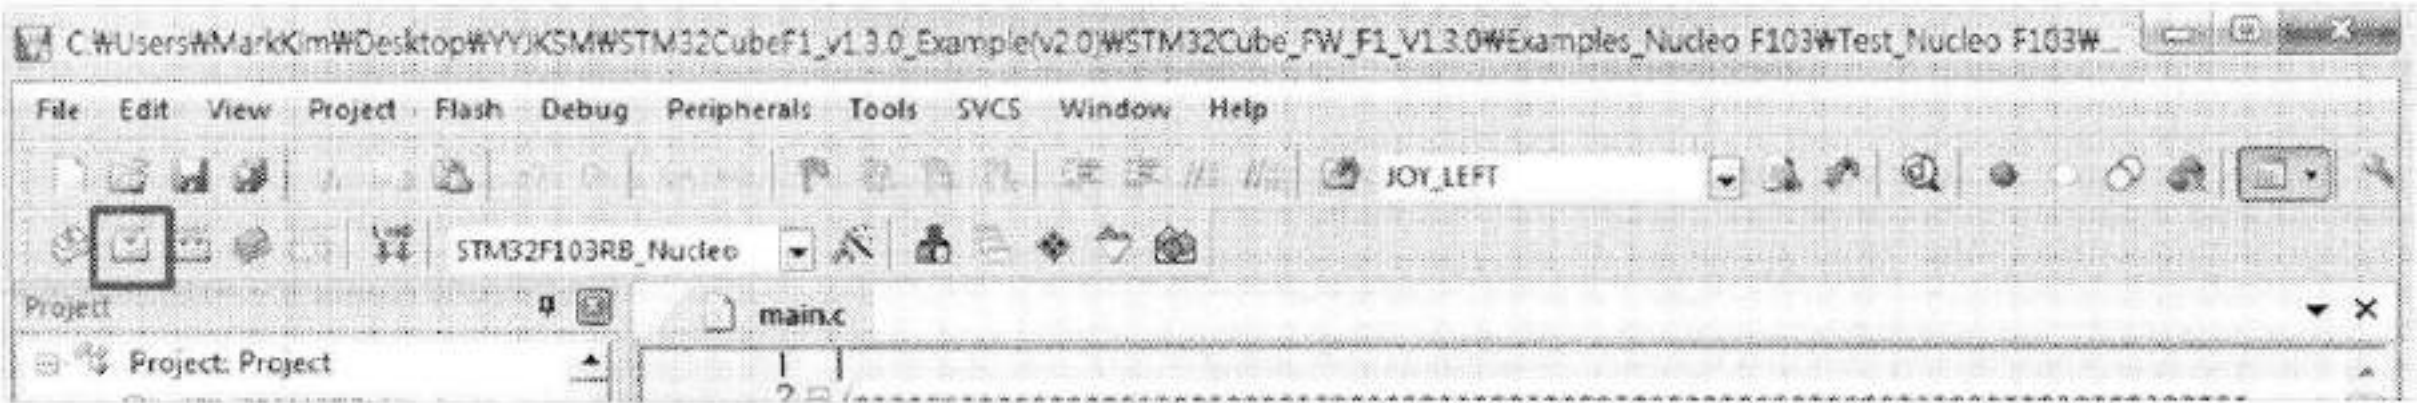 C:₩Users₩MarkKim₩Desktop₩YYJKSM₩STM32CubeF1_v1.3.0_Example(v2.0)₩STM32Cube_FW_F1_V1.3.0₩Examples_Nucleo F103₩Test_Nucleo F103₩...
File Edit View Project Flash Debug Peripherals Tools SVCS Window Help
JOY_LEFT
STM32F103RB_Nucleo
Project
main.c
Project: Project
1
2